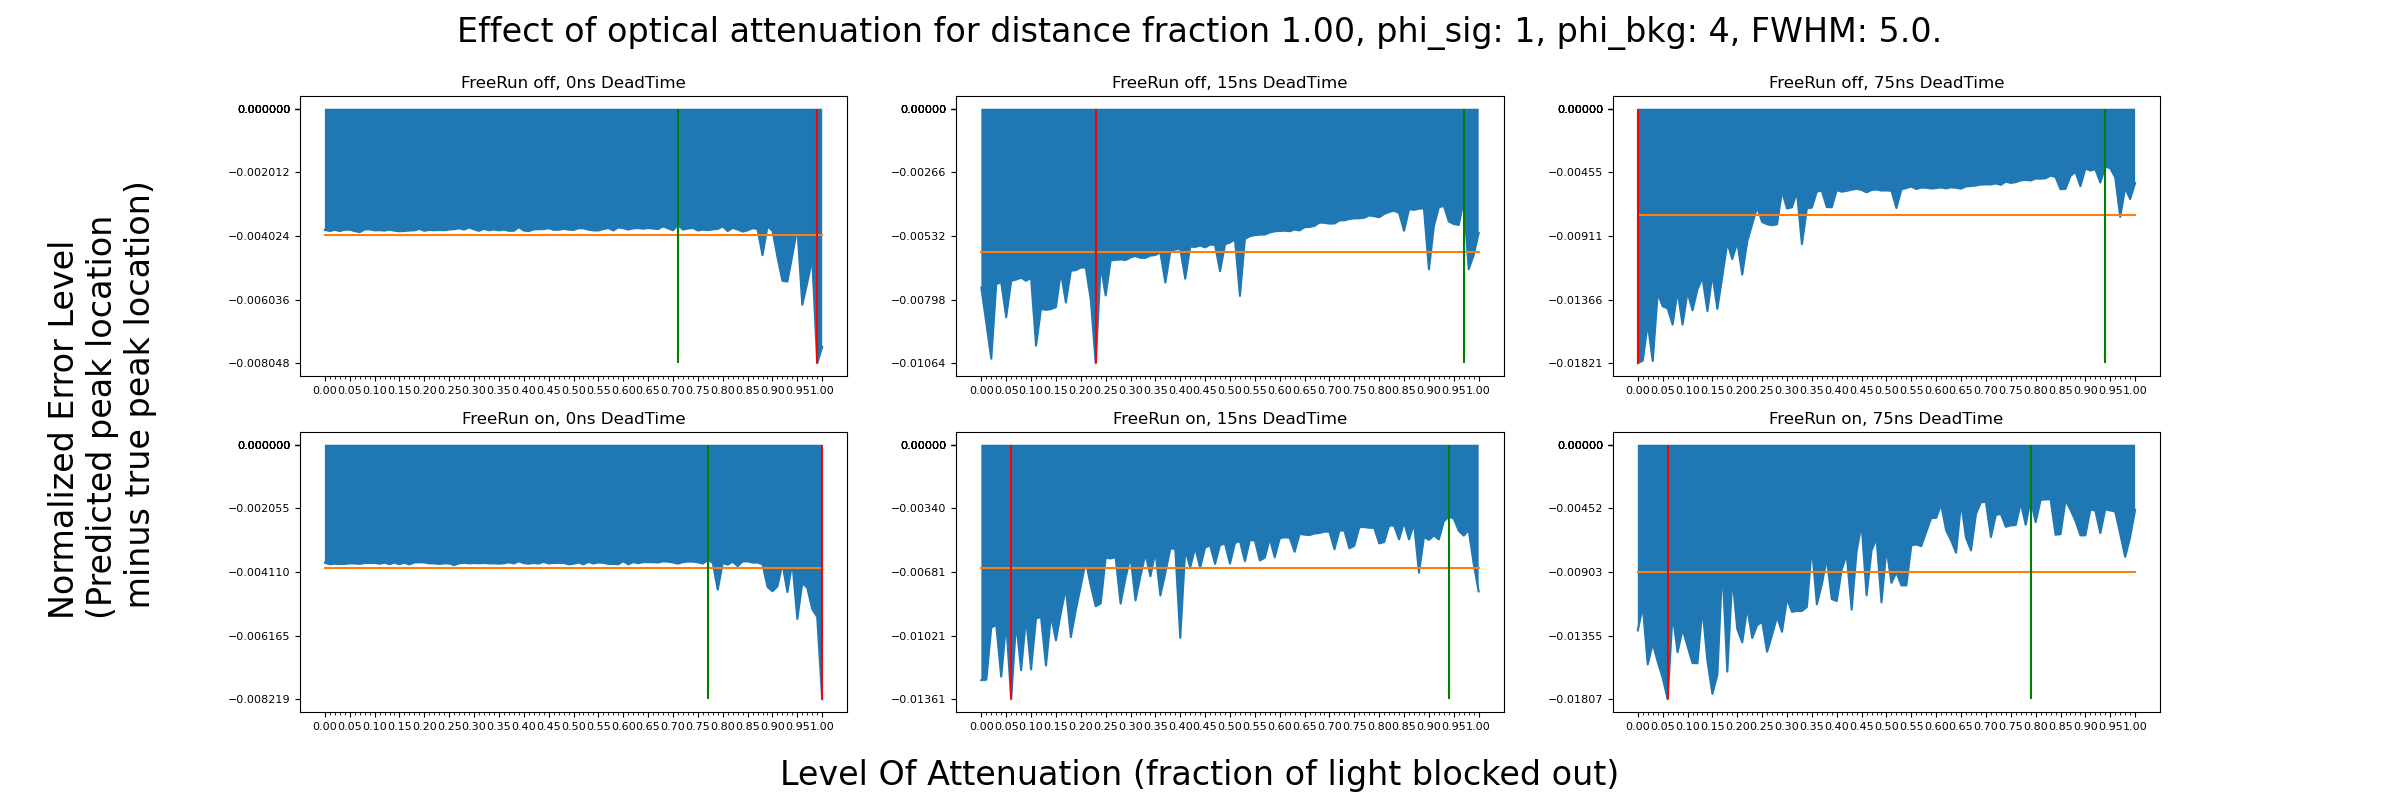 Effect of optical attenuation for distance fraction 1.00, phi_sig: 1, phi_bkg: 4, FWHM: 5.0.
Normalized Error Level
(Predicted peak location
minus true peak location)
FreeRun off, 0ns DeadTime
0.000000
−0.002012
−0.004024
−0.006036
−0.008048
0.00 0.05 0.10 0.15 0.20 0.25 0.30 0.35 0.40 0.45 0.50 0.55 0.60 0.65 0.70 0.75 0.80 0.85 0.90 0.95 1.00
FreeRun off, 15ns DeadTime
0.00000
−0.00266
−0.00532
−0.00798
−0.01064
0.00 0.05 0.10 0.15 0.20 0.25 0.30 0.35 0.40 0.45 0.50 0.55 0.60 0.65 0.70 0.75 0.80 0.85 0.90 0.95 1.00
FreeRun off, 75ns DeadTime
0.00000
−0.00455
−0.00911
−0.01366
−0.01821
0.00 0.05 0.10 0.15 0.20 0.25 0.30 0.35 0.40 0.45 0.50 0.55 0.60 0.65 0.70 0.75 0.80 0.85 0.90 0.95 1.00
FreeRun on, 0ns DeadTime
0.000000
−0.002055
−0.004110
−0.006165
−0.008219
0.00 0.05 0.10 0.15 0.20 0.25 0.30 0.35 0.40 0.45 0.50 0.55 0.60 0.65 0.70 0.75 0.80 0.85 0.90 0.95 1.00
FreeRun on, 15ns DeadTime
0.00000
−0.00340
−0.00681
−0.01021
−0.01361
0.00 0.05 0.10 0.15 0.20 0.25 0.30 0.35 0.40 0.45 0.50 0.55 0.60 0.65 0.70 0.75 0.80 0.85 0.90 0.95 1.00
FreeRun on, 75ns DeadTime
0.00000
−0.00452
−0.00903
−0.01355
−0.01807
0.00 0.05 0.10 0.15 0.20 0.25 0.30 0.35 0.40 0.45 0.50 0.55 0.60 0.65 0.70 0.75 0.80 0.85 0.90 0.95 1.00
Level Of Attenuation (fraction of light blocked out)